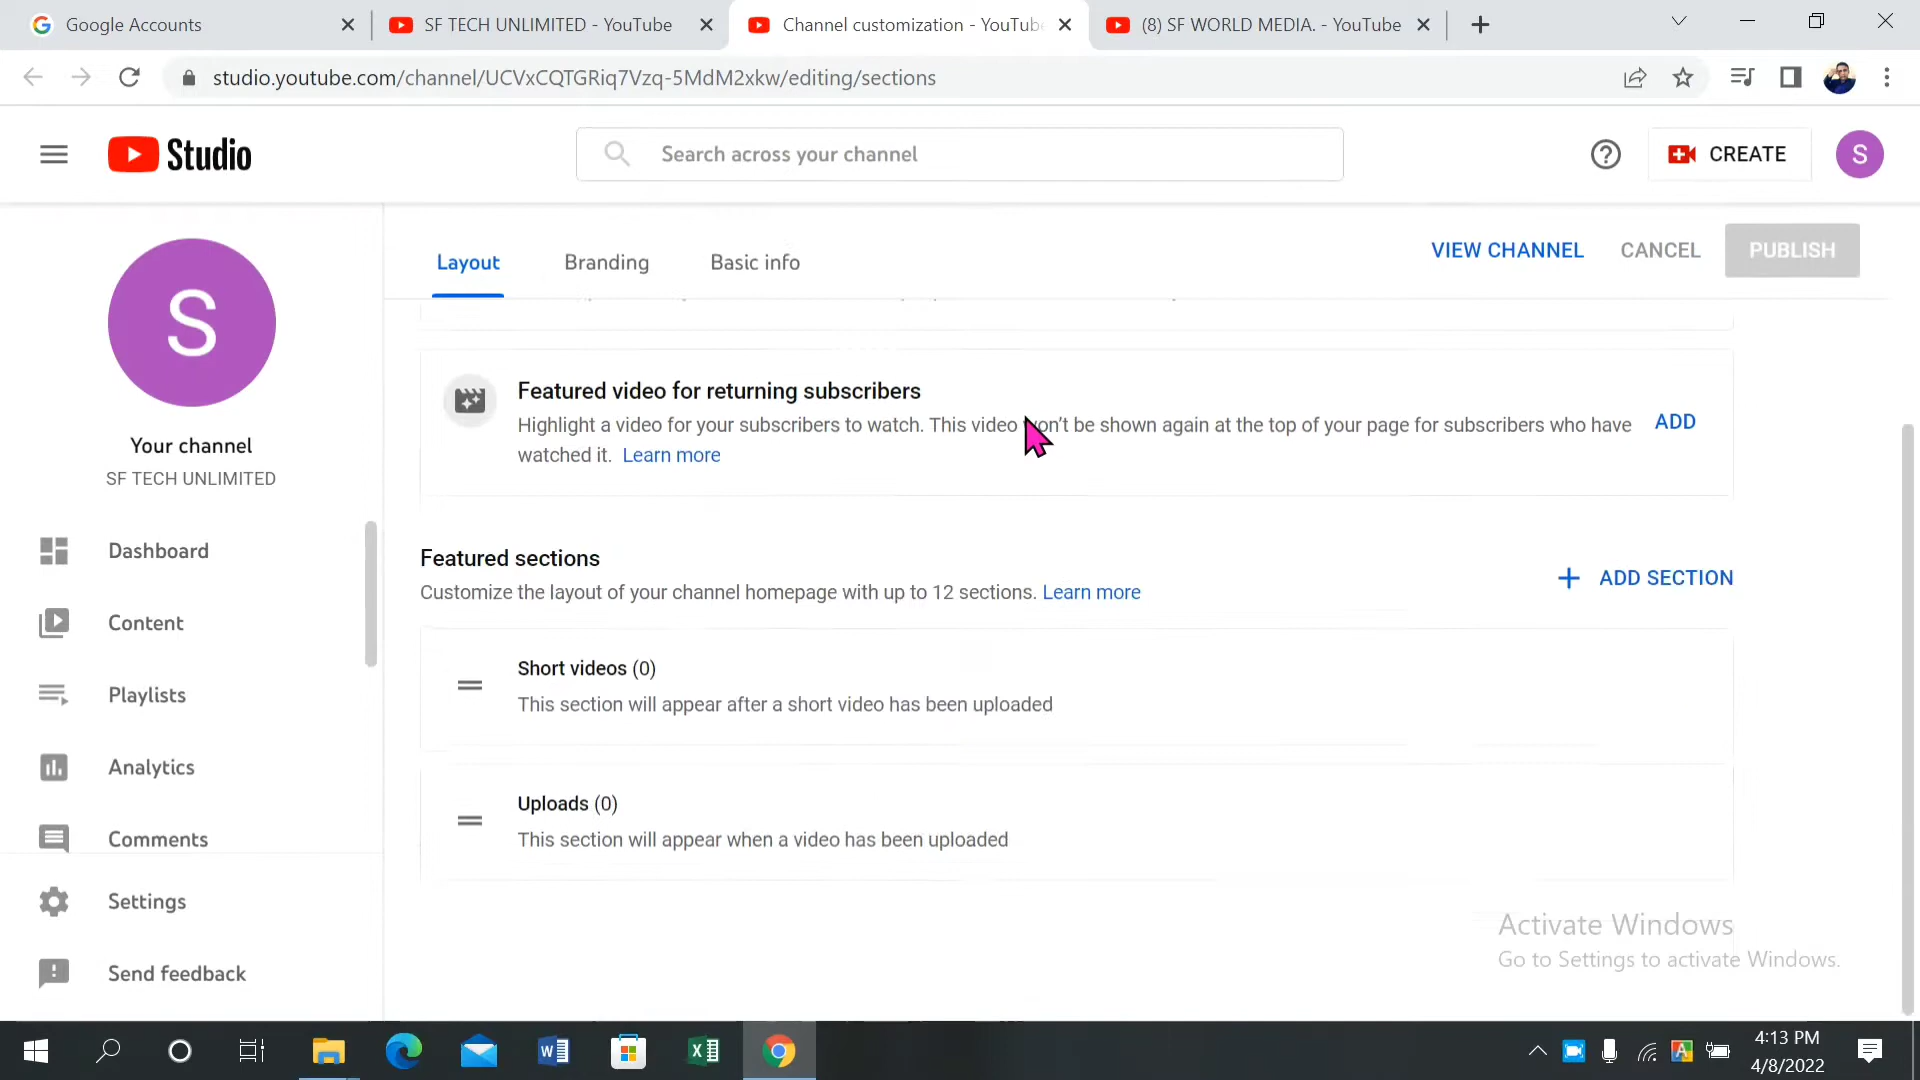 Google Accounts
SF TECH UNLIMITED - YouTube
Channel customization - YouTube
(8) SF WORLD MEDIA. - YouTube
studio.youtube.com/channel/UCVxCQTGRiq7Vzq-5MdM2xkw/editing/sections
Studio
Search across your channel
CREATE
S
S
Your channel
SF TECH UNLIMITED
Dashboard
Content
Playlists
Analytics
Comments
Settings
Send feedback
Layout
Branding
Basic info
VIEW CHANNEL
CANCEL
PUBLISH
Featured video for returning subscribers
Highlight a video for your subscribers to watch. This video won't be shown again at the top of your page for subscribers who have
watched it. Learn more
ADD
Featured sections
Customize the layout of your channel homepage with up to 12 sections. Learn more
ADD SECTION
Short videos (0)
This section will appear after a short video has been uploaded
Uploads (0)
This section will appear when a video has been uploaded
Activate Windows
Go to Settings to activate Windows.
4:13 PM
4/8/2022